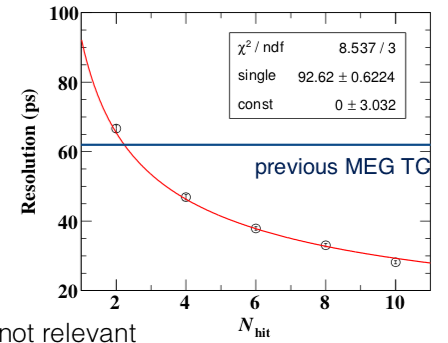 100
80
60
40
20
Resolution (ps)
χ² / ndf 8.537 / 3
single 92.62 ± 0.6224
const 0 ± 3.032
previous MEG TC
2 4 6 8 10
N_hit
not relevant